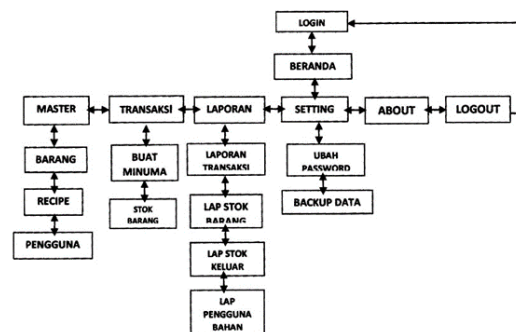 LOGIN
BERANDA
MASTER
TRANSAKSI
LAPORAN
SETTING
ABOUT
LOGOUT
BARANG
BUAT
MINUMA
LAPORAN
TRANSAKSI
UBAH
PASSWORD
RECIPE
STOK
BARANG
LAP STOK
BARANG
BACKUP DATA
PENGGUNA
LAP STOK
KELUAR
LAP
PENGGUNA
BAHAN